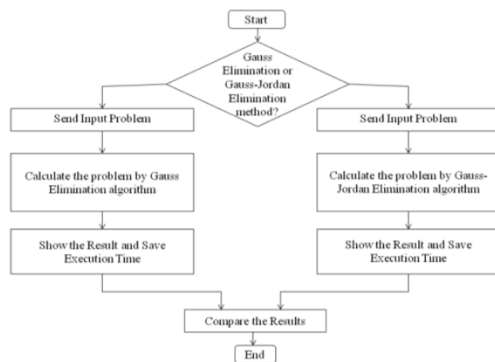 Start
Gauss
Elimination or
Gauss-Jordan
Elimination
method?
Send Input Problem
Send Input Problem
Calculate the problem by Gauss
Elimination algorithm
Calculate the problem by Gauss-
Jordan Elimination algorithm
Show the Result and Save
Execution Time
Show the Result and Save
Execution Time
Compare the Results
End